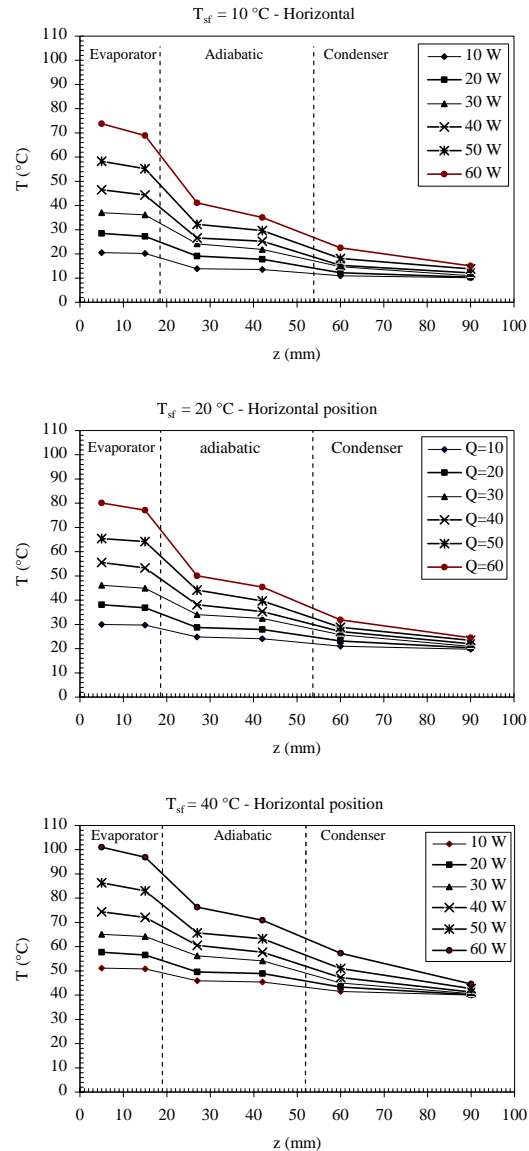 T_sf = 10 °C - Horizontal
110
100
90
80
70
60
50
40
30
20
10
0
T (°C)
Evaporator
Adiabatic
Condenser
10 W
20 W
30 W
40 W
50 W
60 W
0 10 20 30 40 50 60 70 80 90 100
z (mm)
T_sf = 20 °C - Horizontal position
110
100
90
80
70
60
50
40
30
20
10
0
T (°C)
Evaporator
adiabatic
Condenser
Q=10
Q=20
Q=30
Q=40
Q=50
Q=60
0 10 20 30 40 50 60 70 80 90 100
z (mm)
T_sf = 40 °C - Horizontal position
110
100
90
80
70
60
50
40
30
20
10
0
T (°C)
Evaporator
Adiabatic
Condenser
10 W
20 W
30 W
40 W
50 W
60 W
0 10 20 30 40 50 60 70 80 90 100
z (mm)